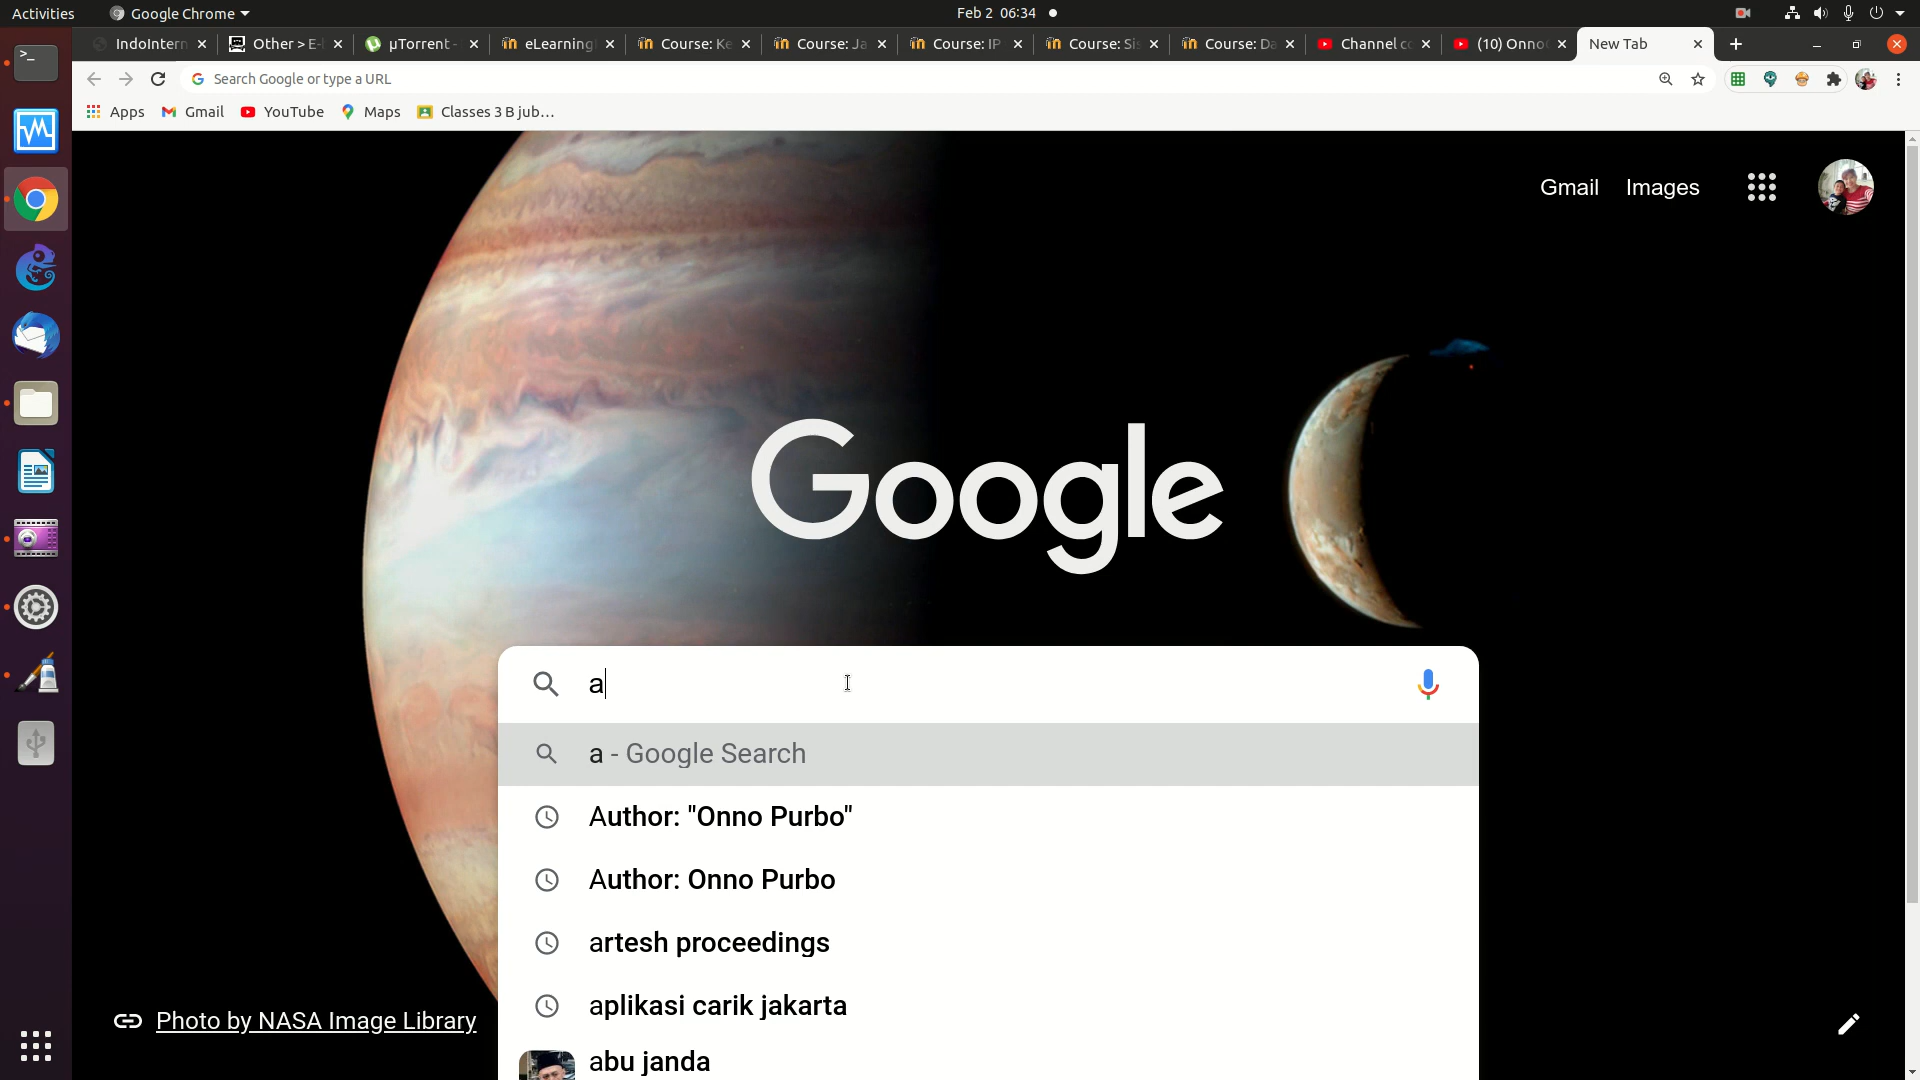 Activities
Google Chrome
Feb 2 06:34
IndoIntern
Other > E-
µTorrent -
eLearning
Course: Ke
Course: Ja
Course: IP
Course: Sis
Course: Da
Channel co
(10) Onno
New Tab
Search Google or type a URL
Apps
Gmail
YouTube
Maps
Classes 3 B jub…
Gmail
Images
Google
a
a - Google Search
Author: "Onno Purbo"
Author: Onno Purbo
artesh proceedings
aplikasi carik jakarta
abu janda
Photo by NASA Image Library